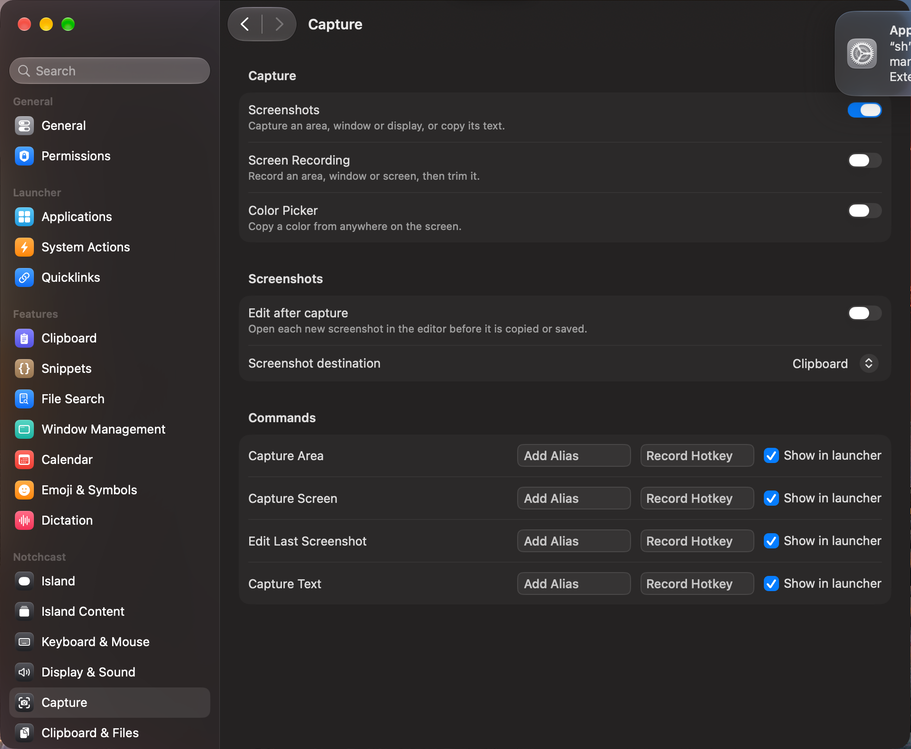 Capture
Search
General
General
Permissions
Launcher
Applications
System Actions
Quicklinks
Features
Clipboard
Snippets
File Search
Window Management
Calendar
Emoji & Symbols
Dictation
Notchcast
Island
Island Content
Keyboard & Mouse
Display & Sound
Capture
Clipboard & Files
Capture
Screenshots
Capture an area, window or display, or copy its text.
Screen Recording
Record an area, window or screen, then trim it.
Color Picker
Copy a color from anywhere on the screen.
Screenshots
Edit after capture
Open each new screenshot in the editor before it is copied or saved.
Screenshot destination Clipboard
Commands
Capture Area Add Alias Record Hotkey Show in launcher
Capture Screen Add Alias Record Hotkey Show in launcher
Edit Last Screenshot Add Alias Record Hotkey Show in launcher
Capture Text Add Alias Record Hotkey Show in launcher
App
"sh"
mar
Exte